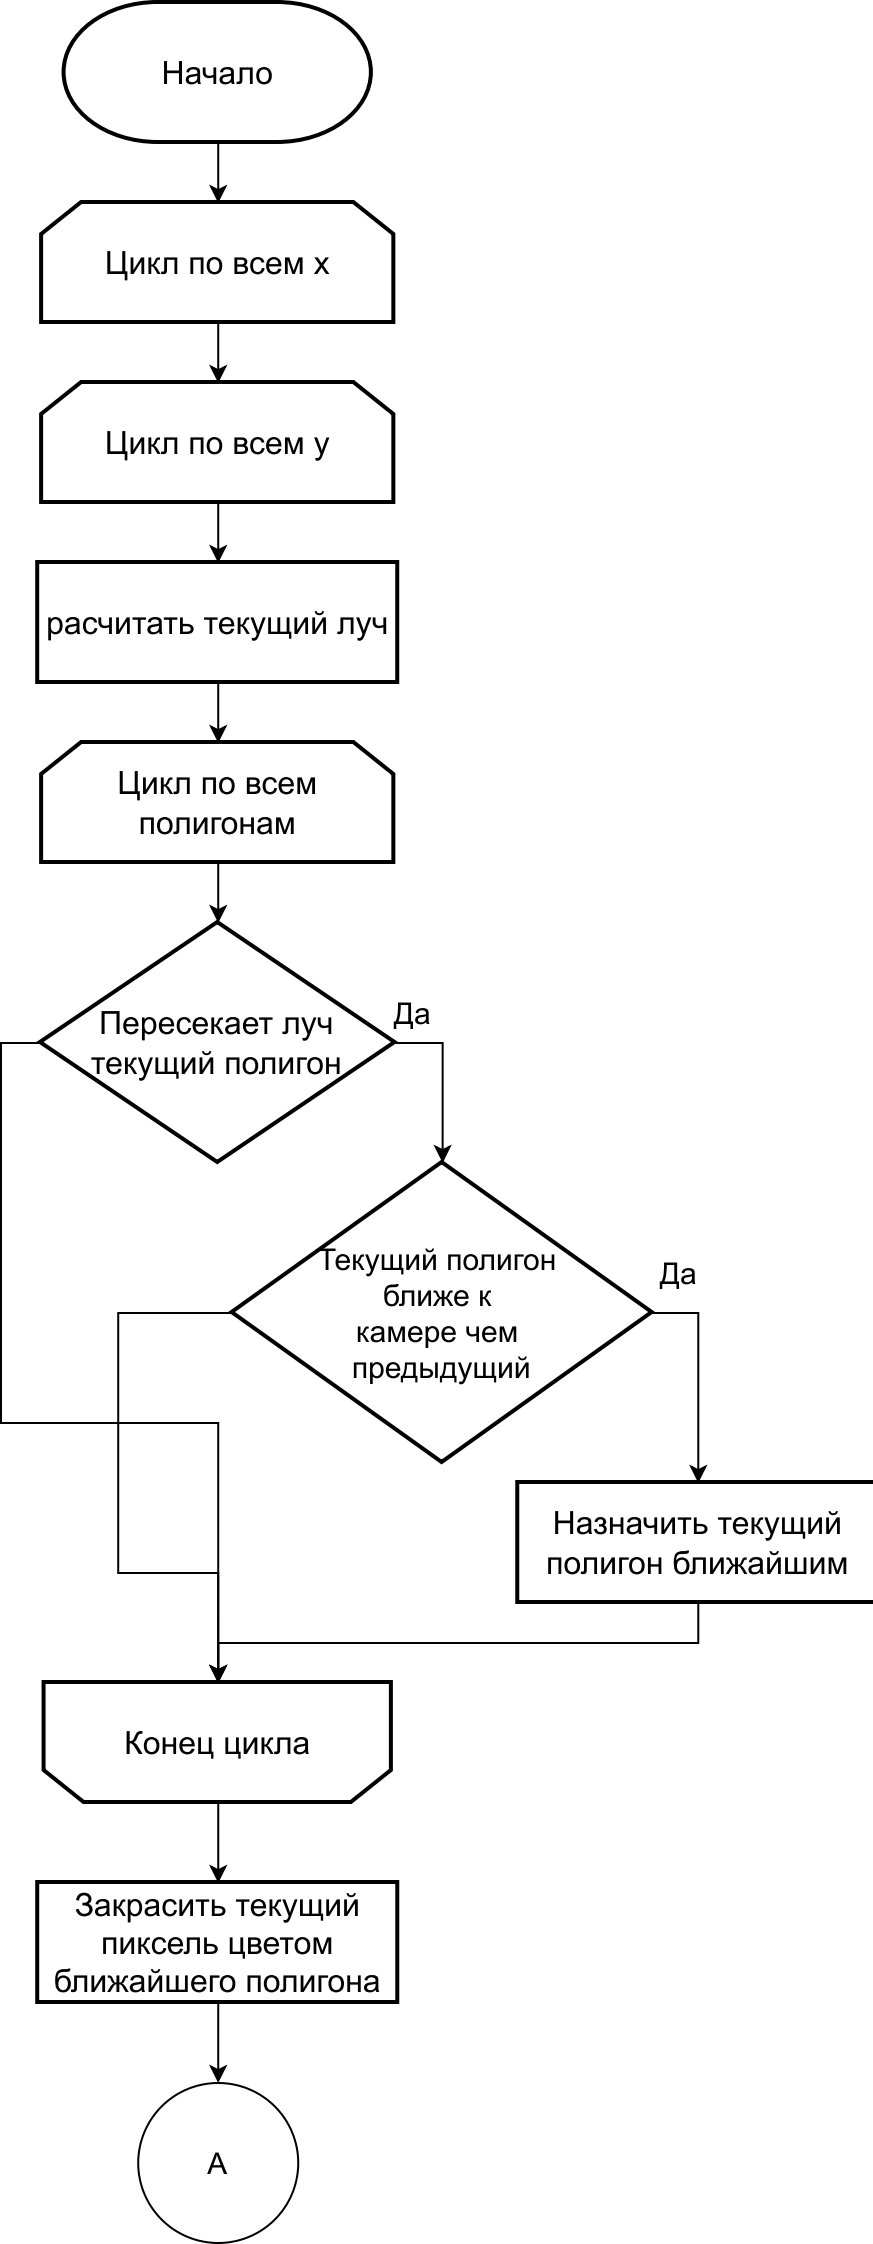 Начало
Цикл по всем x
Цикл по всем y
расчитать текущий луч
Цикл по всем
полигонам
Пересекает луч
текущий полигон
Да
Текущий полигон
ближе к
камере чем
предыдущий
Да
Назначить текущий
полигон ближайшим
Конец цикла
Закрасить текущий
пиксель цветом
ближайшего полигона
А